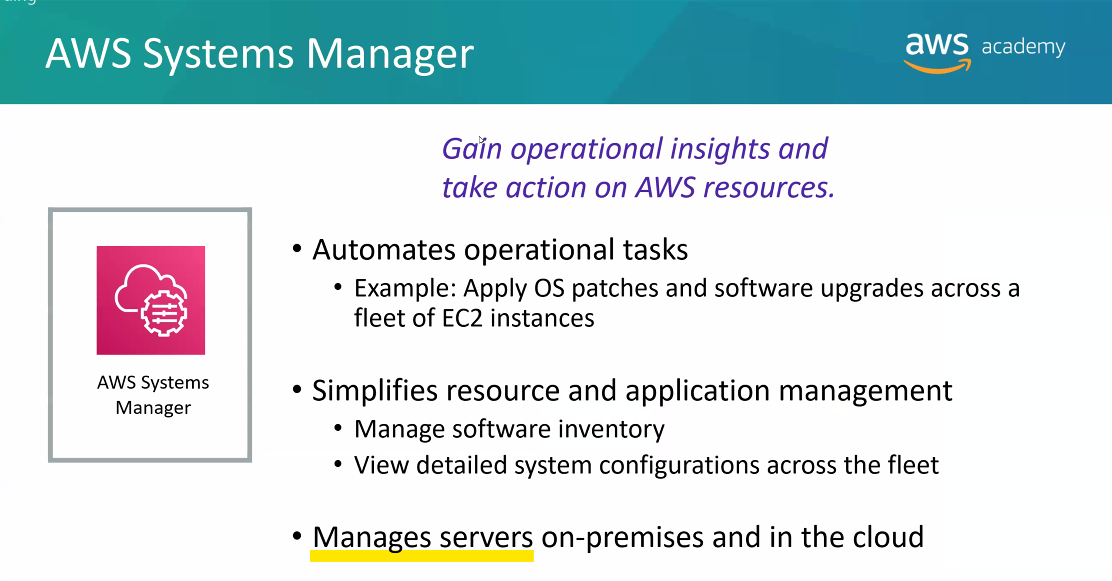 AWS Systems Manager
aws academy
Gain operational insights and
take action on AWS resources.
• Automates operational tasks
• Example: Apply OS patches and software upgrades across a
fleet of EC2 instances
AWS Systems
Manager
• Simplifies resource and application management
• Manage software inventory
• View detailed system configurations across the fleet
• Manages servers on-premises and in the cloud